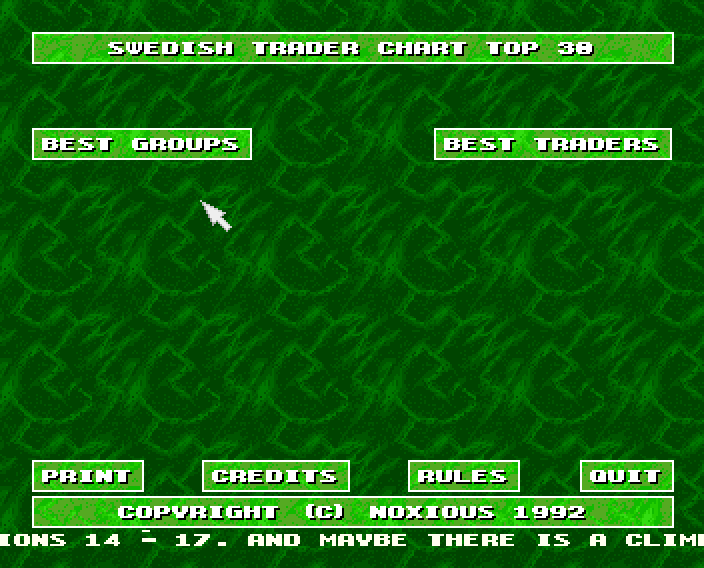 SWEDISH TRADER CHART TOP 30
BEST GROUPS
BEST TRADERS
PRINT
CREDITS
RULES
QUIT
COPYRIGHT (C) NOXIOUS 1992
IONS 14 - 17. AND MAYBE THERE IS A CLIM